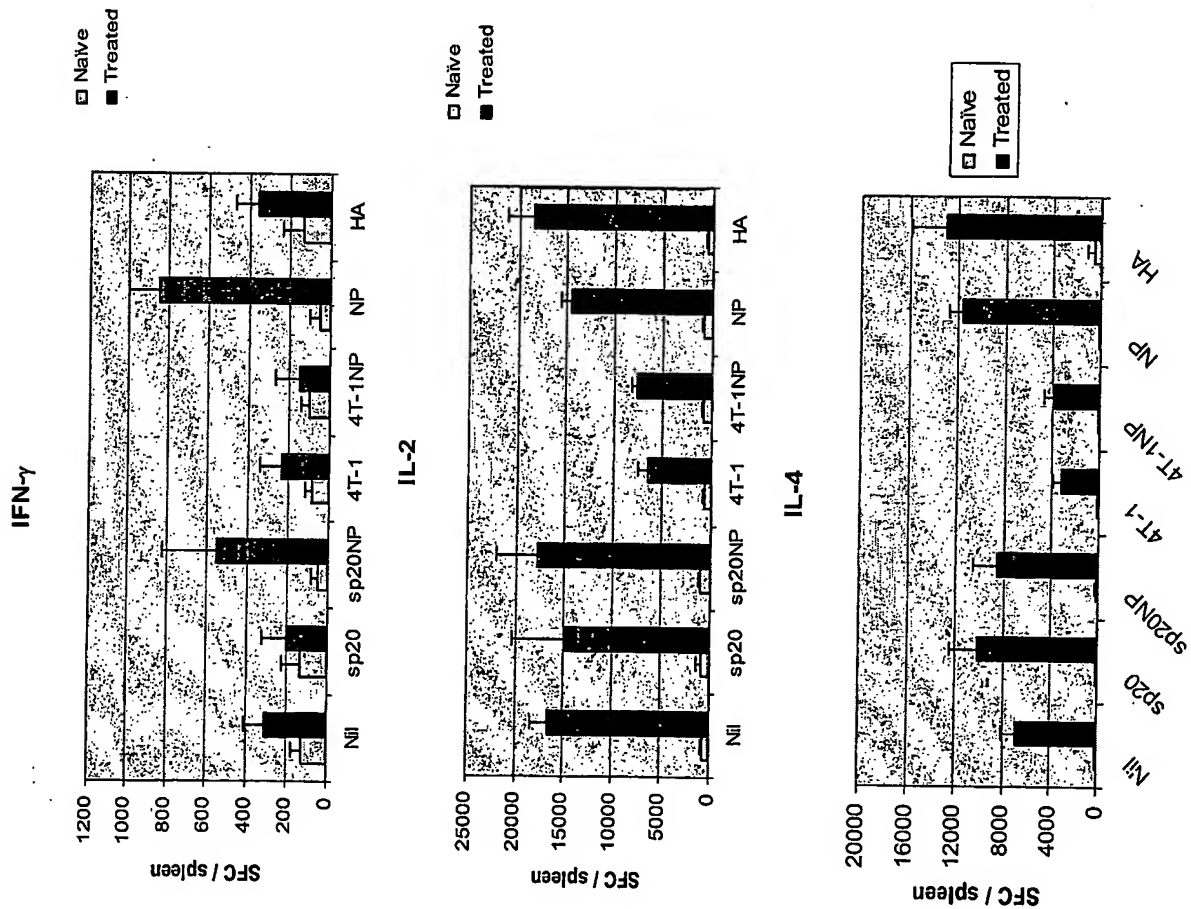 IFN-γ
Naïve
Treated
SFC / spleen
1200
1000
800
600
400
200
0
Nil
sp20
sp20NP
4T-1
4T-1NP
NP
HA
IL-2
Naïve
Treated
SFC / spleen
25000
20000
15000
10000
5000
0
Nil
sp20
sp20NP
4T-1
4T-1NP
NP
HA
IL-4
Naïve
Treated
SFC / spleen
20000
16000
12000
8000
4000
0
Nil
sp20
sp20NP
4T-1
4T-1NP
NP
HA